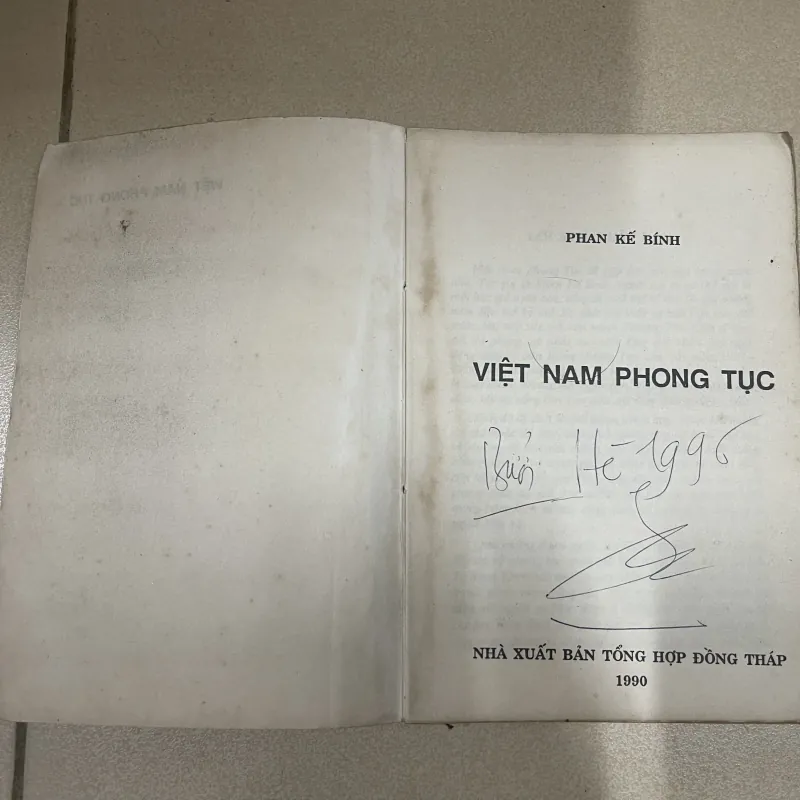 PHAN KẾ BÍNH
VIỆT NAM PHONG TỤC
Hè 1996
NHÀ XUẤT BẢN TỔNG HỢP ĐỒNG THÁP
1990